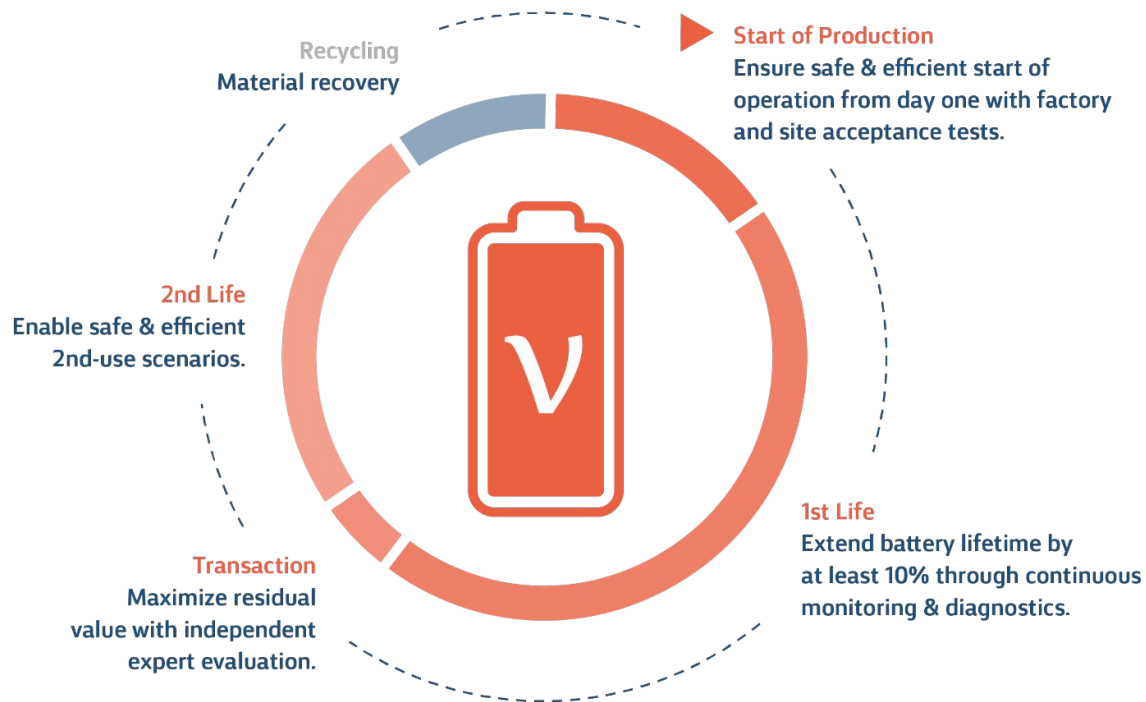 Start of Production
Ensure safe & efficient start of
operation from day one with factory
and site acceptance tests.
1st Life
Extend battery lifetime by
at least 10% through continuous
monitoring & diagnostics.
Transaction
Maximize residual
value with independent
expert evaluation.
2nd Life
Enable safe & efficient
2nd-use scenarios.
Recycling
Material recovery
ν